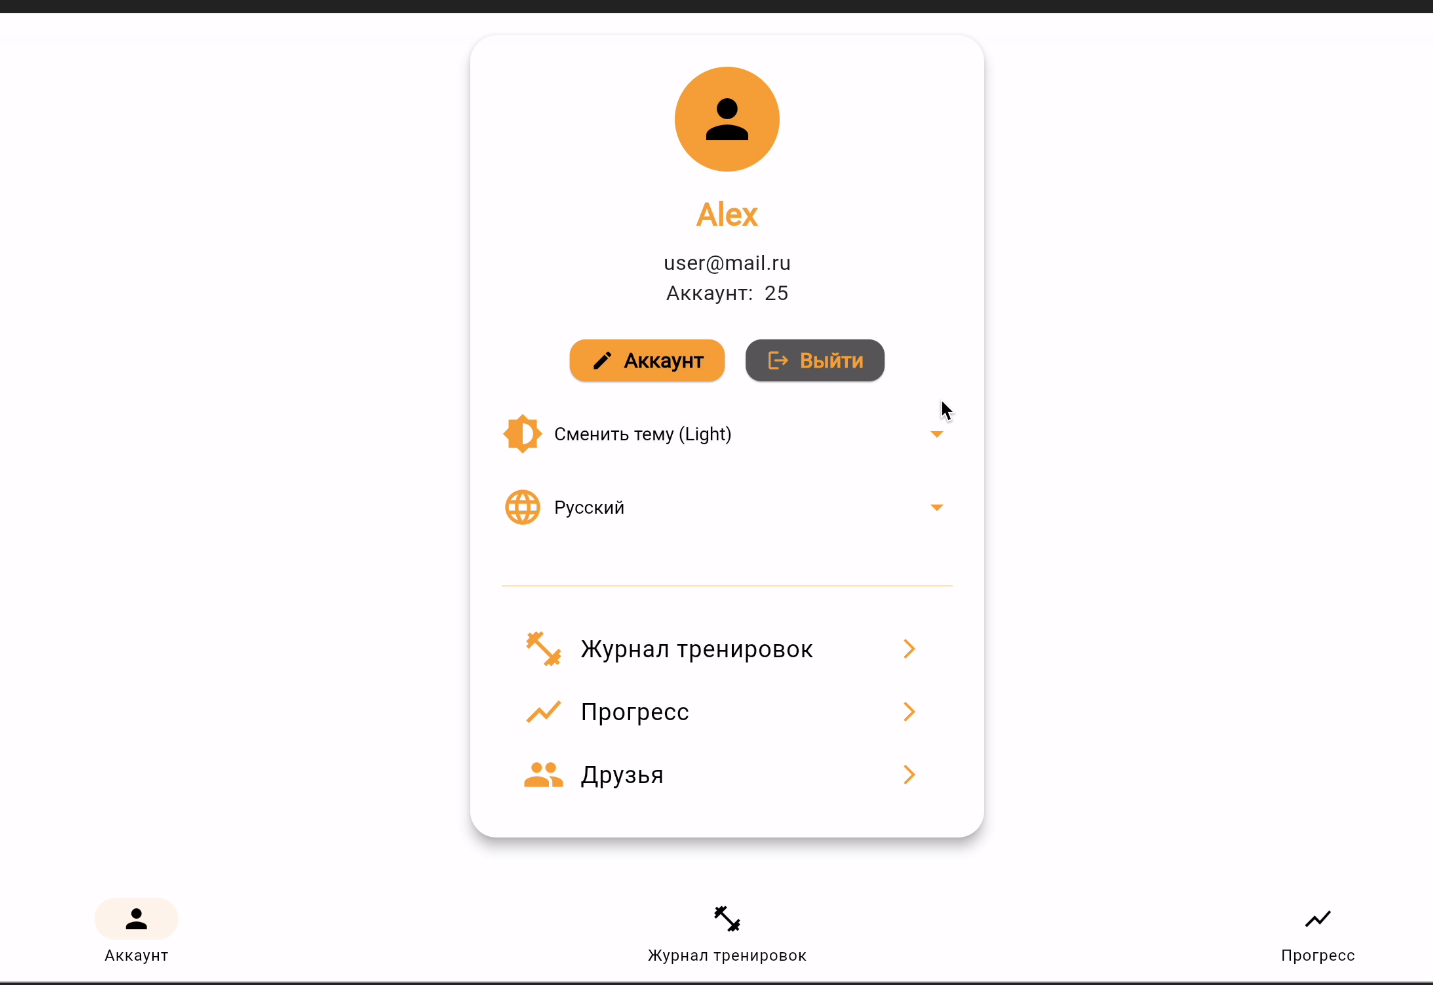 Alex
user@mail.ru
Аккаунт: 25
Аккаунт Выйти
Сменить тему (Light)
Русский
Журнал тренировок
Прогресс
Друзья
Аккаунт Журнал тренировок Прогресс